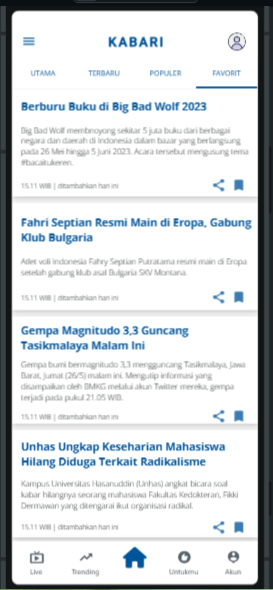 KABARI
UTAMA TERBARU POPULER FAVORIT
Berburu Buku di Big Bad Wolf 2023
Big Bad Wolf memboyong sekitar 5 juta buku dari berbagai
negara dan daerah di Indonesia dalam bazar yang berlangsung
pada 26 Mei hingga 5 Juni 2023. Acara tersebut mengusung tema
#bacaitukeren.
15.11 WIB | ditambahkan hari ini
Fahri Septian Resmi Main di Eropa, Gabung
Klub Bulgaria
Atlet voli Indonesia Fahry Septian Putratama resmi main di Eropa
setelah gabung klub asal Bulgaria SKV Montana.
15.11 WIB | ditambahkan hari ini
Gempa Magnitudo 3,3 Guncang
Tasikmalaya Malam Ini
Gempa bumi bermagnitudo 3,3 mengguncang Tasikmalaya, Jawa
Barat, Jumat (26/5) malam ini. Mengutip informasi yang
disampaikan oleh BMKG melalui akun Twitter mereka, gempa
terjadi pada pukul 21.05 WIB.
15.11 WIB | ditambahkan hari ini
Unhas Ungkap Keseharian Mahasiswa
Hilang Diduga Terkait Radikalisme
Kampus Universitas Hasanuddin (Unhas) angkat bicara soal
kabar hilangnya seorang mahasiswa Fakultas Kedokteran, Fikki
Dermawan yang ditengarai ikut organisasi radikal.
15.11 WIB | ditambahkan hari ini
Live Trending Untukmu Akun